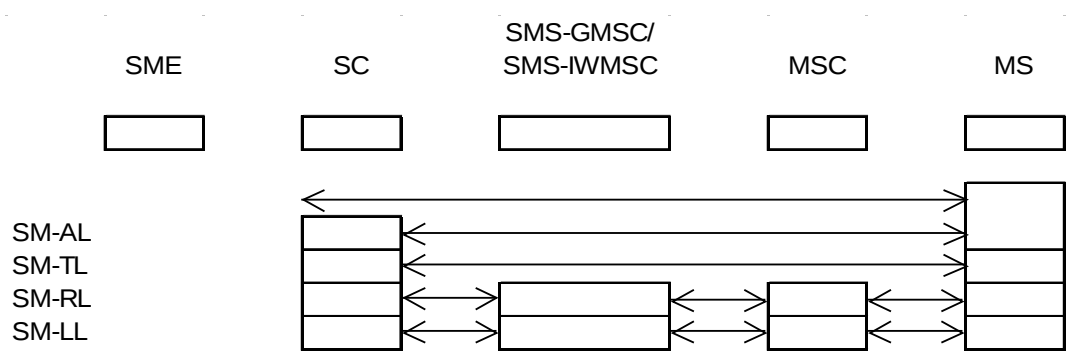 SMS-GMSC/
SME SC SMS-IWMSC MSC MS
SM-AL
SM-TL
SM-RL
SM-LL